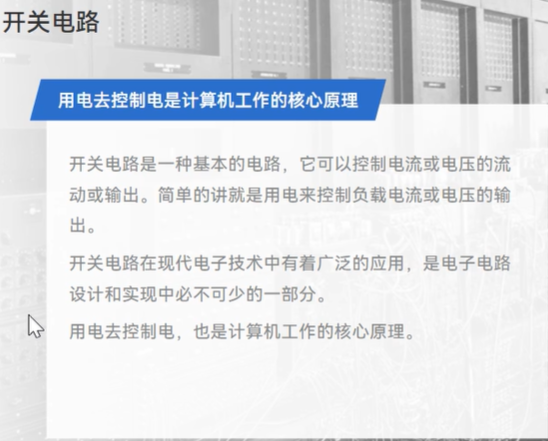 开关电路
用电去控制电是计算机工作的核心原理
开关电路是一种基本的电路，它可以控制电流或电压的流
动或输出。简单的讲就是用电来控制负载电流或电压的输
出。
开关电路在现代电子技术中有着广泛的应用，是电子电路
设计和实现中必不可少的一部分。
用电去控制电，也是计算机工作的核心原理。